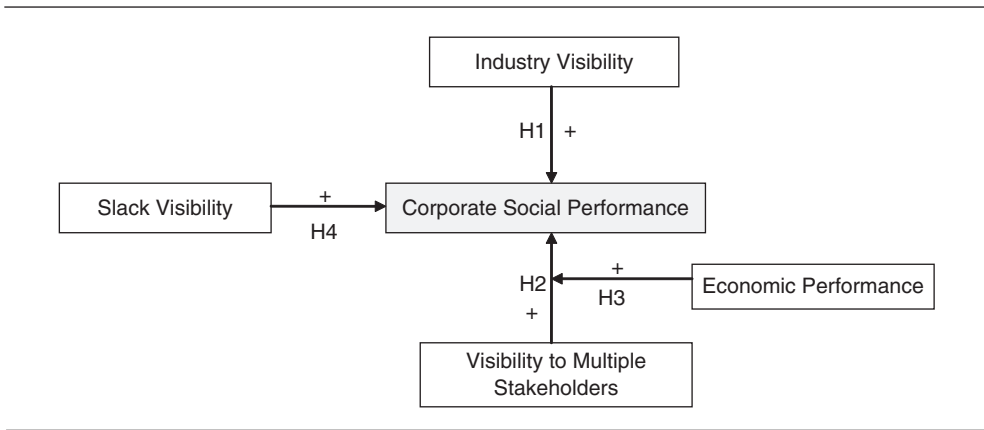 Industry Visibility
H1 +
+
Slack Visibility
Corporate Social Performance
H4
H2
+
+
H3
Economic Performance
Visibility to Multiple
Stakeholders